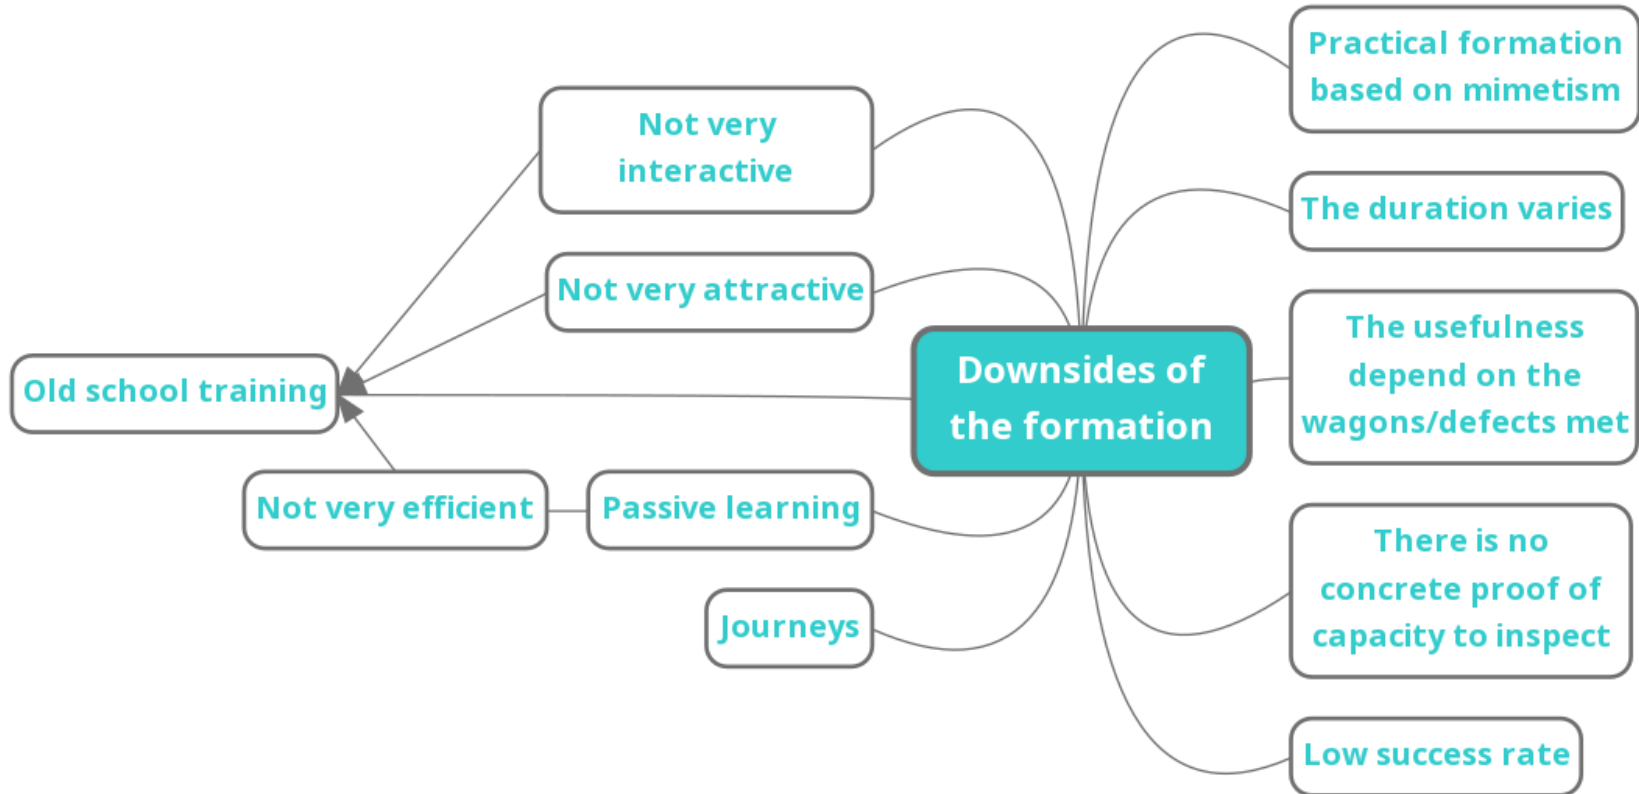 Practical formation
based on mimetism
Not very
interactive
The duration varies
Not very attractive
The usefulness
depend on the
wagons/defects met
Downsides of
the formation
Old school training
Not very efficient
Passive learning
There is no
concrete proof of
capacity to inspect
Journeys
Low success rate